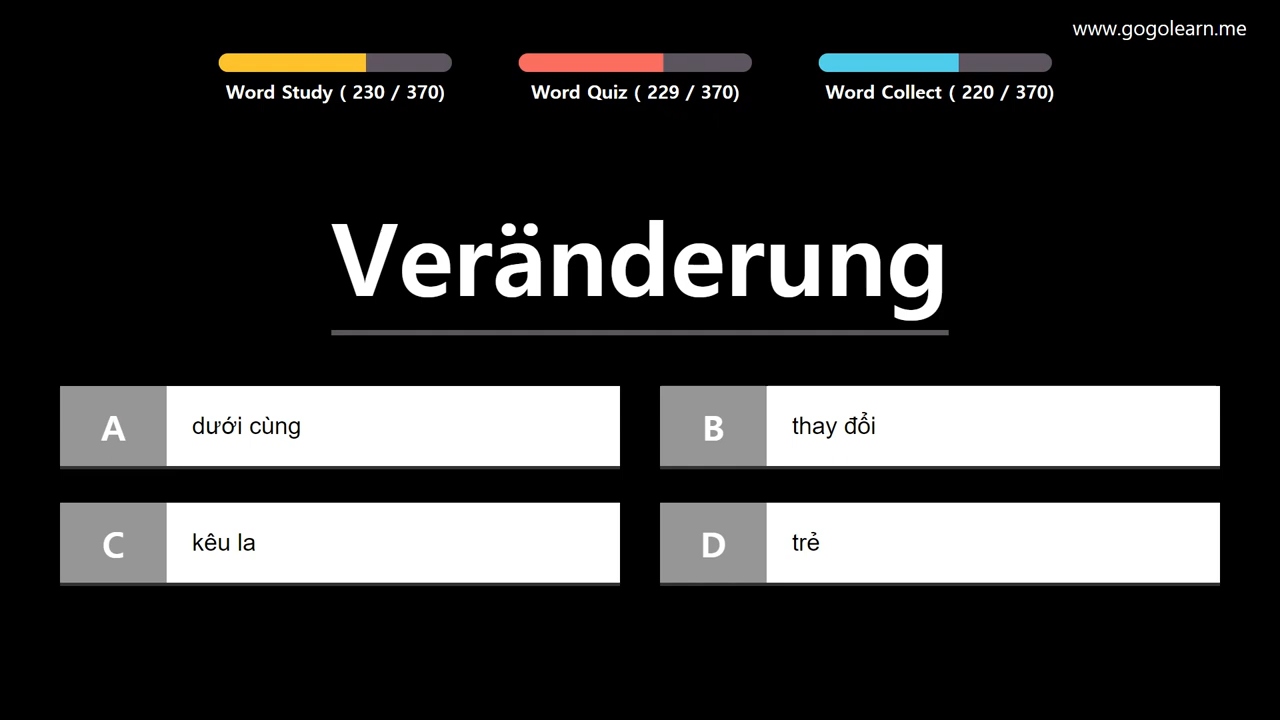 www.gogolearn.me
Word Study ( 230 / 370)
Word Quiz ( 229 / 370)
Word Collect ( 220 / 370)
Veränderung
A dưới cùng
B thay đổi
C kêu la
D trẻ